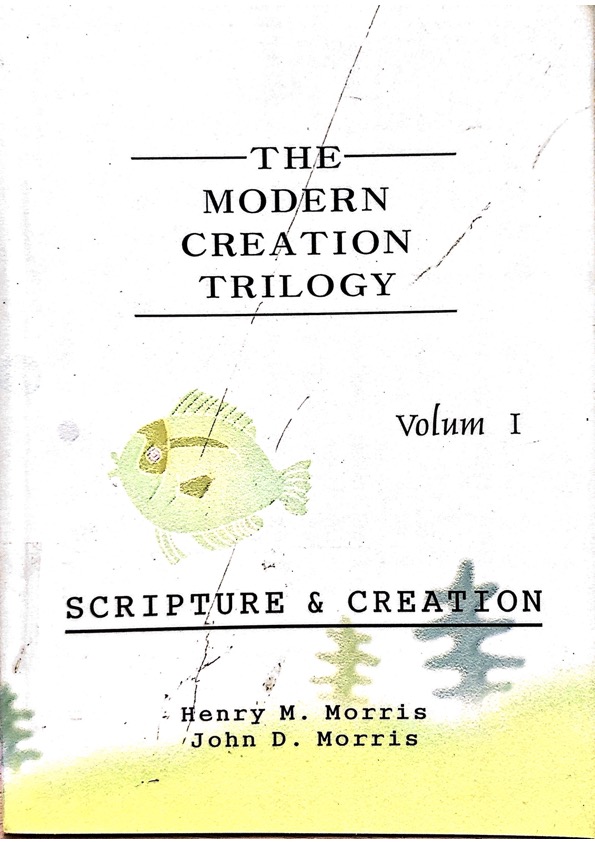 THE
MODERN
CREATION
TRILOGY
Volum I
SCRIPTURE & CREATION
Henry M. Morris
John D. Morris